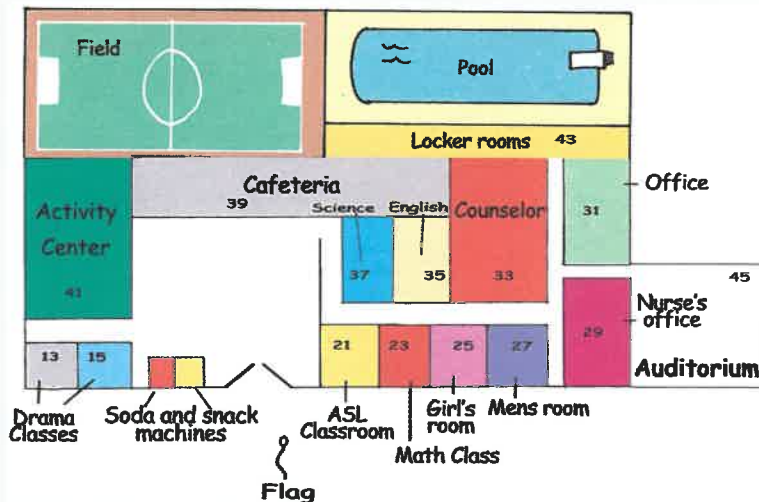 Field
Pool
Locker rooms 43
Cafeteria
39
Science
English
Counselor
Office
31
Activity
Center
41
37
35
33
45
Nurse's
office
29
Auditorium
13
15
21
23
25
27
Drama
Classes
Soda and snack
machines
ASL
Classroom
Math Class
Girl's
room
Mens room
Flag